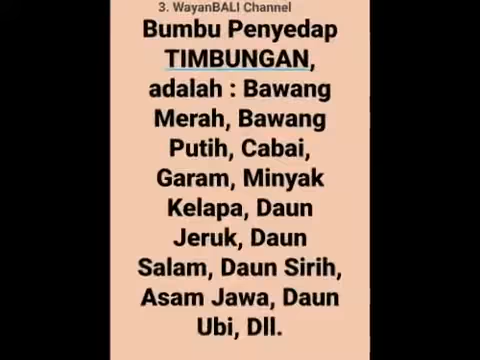 3. WayanBALI Channel
Bumbu Penyedap
TIMBUNGAN,
adalah : Bawang
Merah, Bawang
Putih, Cabai,
Garam, Minyak
Kelapa, Daun
Jeruk, Daun
Salam, Daun Sirih,
Asam Jawa, Daun
Ubi, Dll.